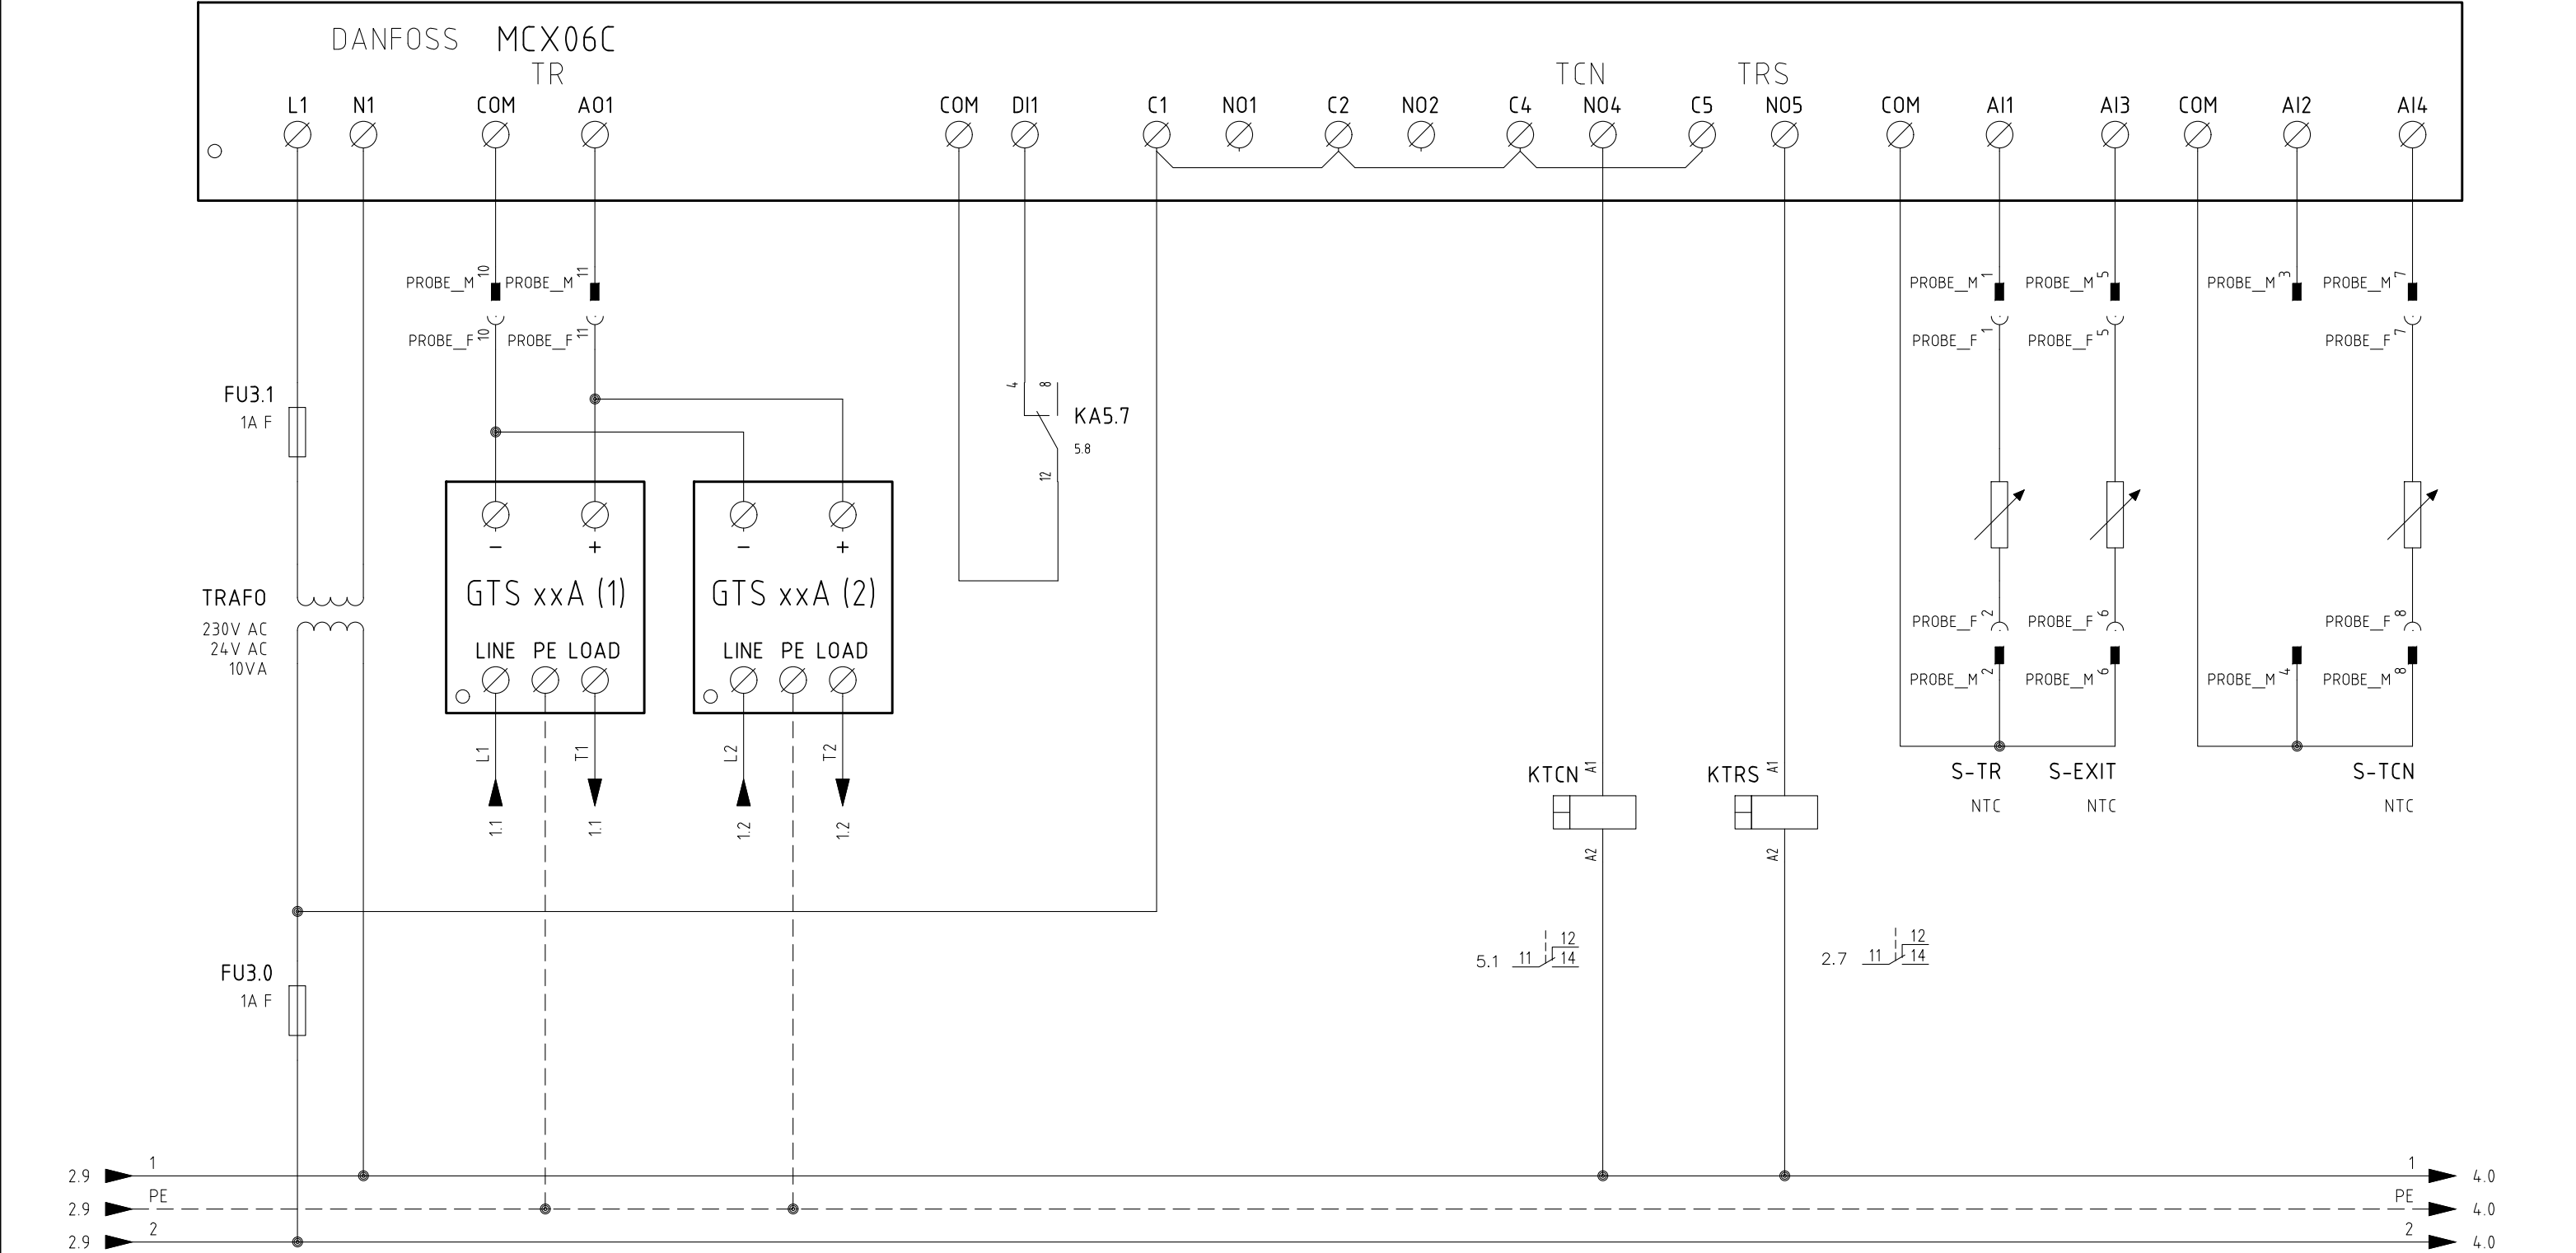 DANFOSS MCX06C
TR TCN TRS
L1 N1 COM AO1 COM DI1 C1 NO1 C2 NO2 C4 NO4 C5 NO5 COM AI1 AI3 COM AI2 AI4
PROBE_M 10 PROBE_M 11 PROBE_M 1 PROBE_M 5 PROBE_M 3 PROBE_M 7
PROBE_F 10 PROBE_F 11 PROBE_F 1 PROBE_F 5 PROBE_F 7
FU3.1
1A F
4 8
KA5.7
5.8
12
- + - +
GTS xxA (1) GTS xxA (2)
TRAFO
230V AC
24V AC
10VA
LINE PE LOAD LINE PE LOAD
PROBE_F 2 PROBE_F 6 PROBE_F 8
PROBE_M 2 PROBE_M 6 PROBE_M 4 PROBE_M 8
L1 T1 L2 T2
1.1 1.1 1.2 1.2
KTCN A1 KTRS A1
A2 A2
S-TR S-EXIT S-TCN
NTC NTC NTC
5.1 11 12 14
2.7 11 12 14
FU3.0
1A F
2.9 1 1 4.0
2.9 PE PE 4.0
2.9 2 2 4.0